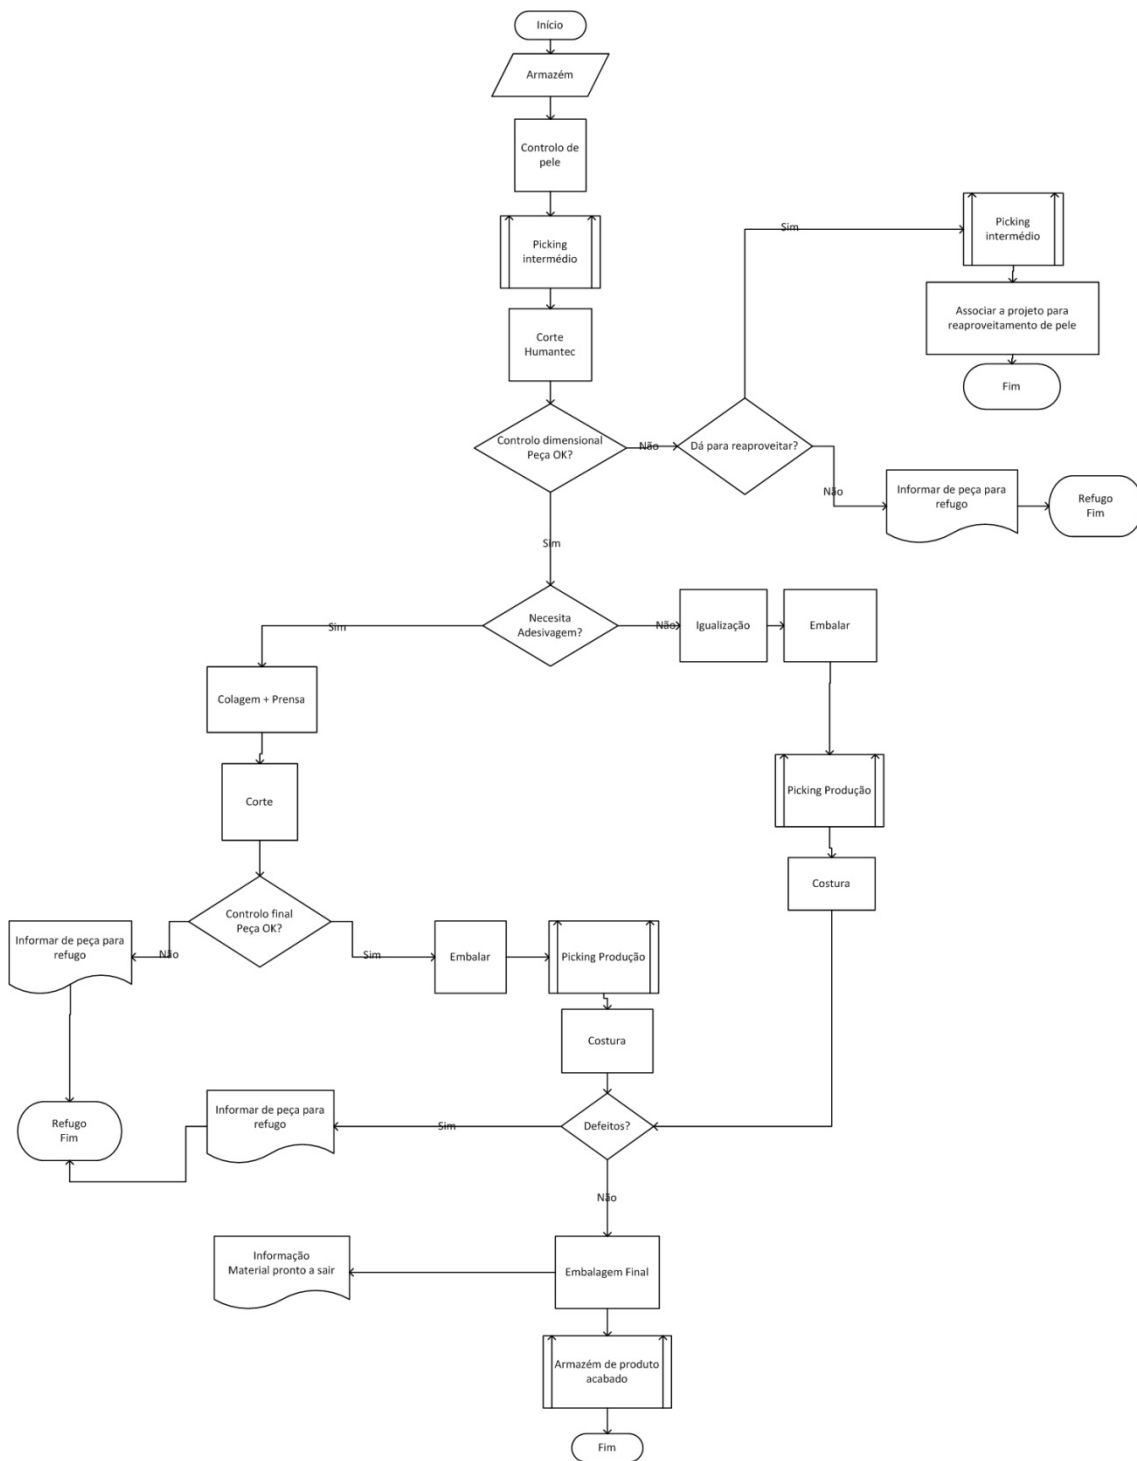 Início
Armazém
Controlo de
pele
Picking
intermédio
Sim
Picking
intermédio
Associar a projeto para
reaproveitamento de pele
Fim
Corte
Humantec
Controlo dimensional
Peça OK?
Não
Dá para reaproveitar?
Não
Informar de peça para
refugo
Refugo
Fim
Sim
Necesita
Adesivagem?
Sim
Não
Igualização
Embalar
Colagem + Prensa
Corte
Picking Produção
Costura
Controlo final
Peça OK?
Informar de peça para
refugo
Não
Sim
Embalar
Picking Produção
Costura
Refugo
Fim
Informar de peça para
refugo
Sim
Defeitos?
Não
Informação
Material pronto a sair
Embalagem Final
Armazém de produto
acabado
Fim